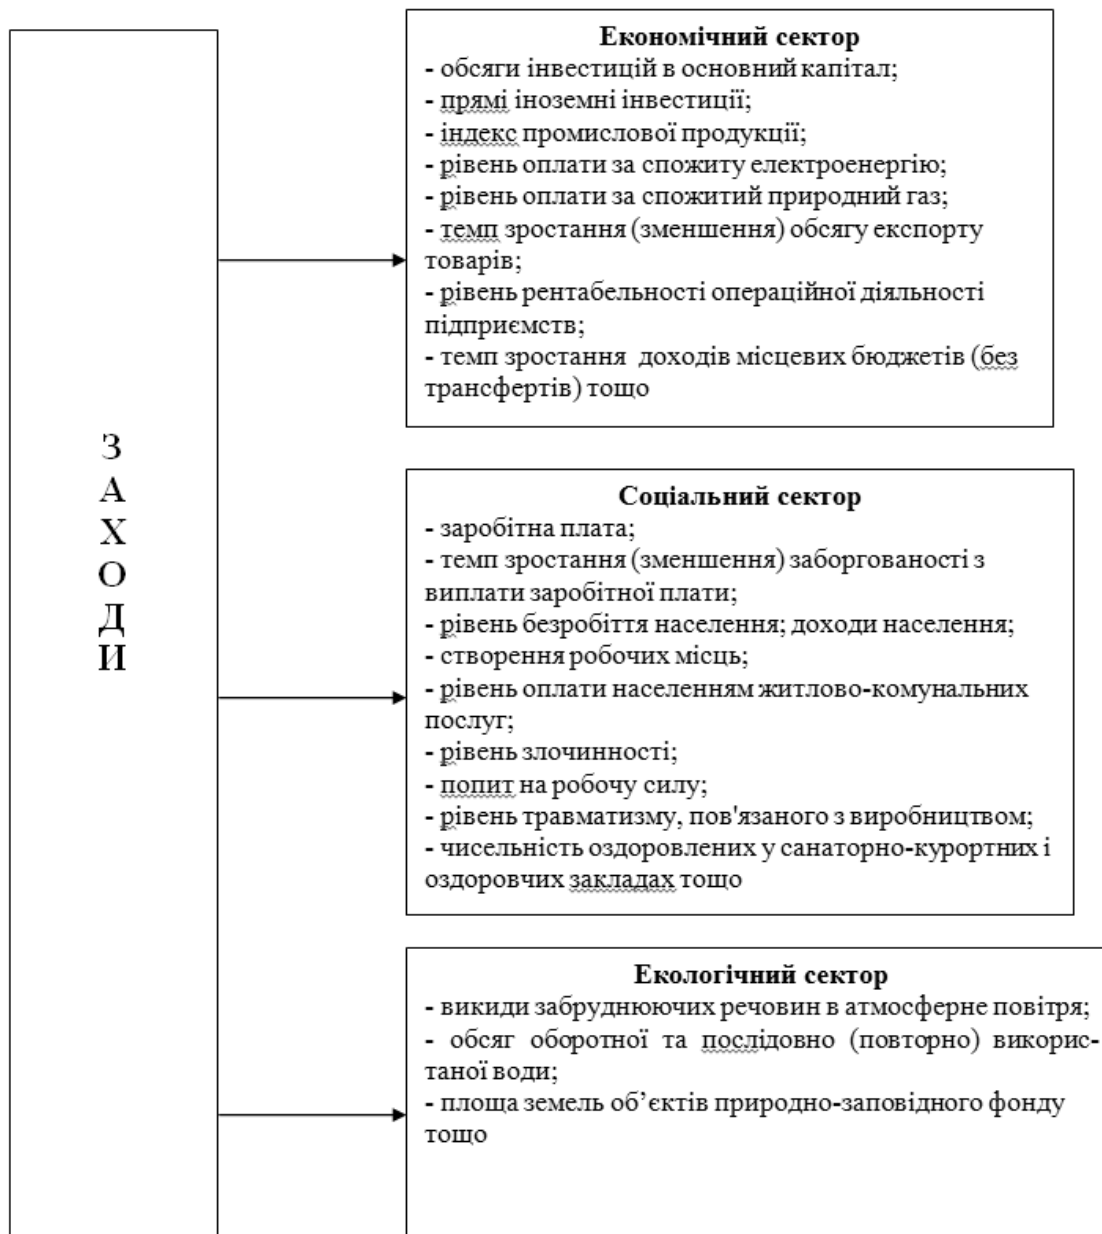 З
А
Х
О
Д
И
Економічний сектор
- обсяги інвестицій в основний капітал;
- прямі іноземні інвестиції;
- індекс промислової продукції;
- рівень оплати за спожиту електроенергію;
- рівень оплати за спожитий природний газ;
- темп зростання (зменшення) обсягу експорту
товарів;
- рівень рентабельності операційної діяльності
підприємств;
- темп зростання доходів місцевих бюджетів (без
трансфертів) тощо
Соціальний сектор
- заробітна плата;
- темп зростання (зменшення) заборгованості з
виплати заробітної плати;
- рівень безробіття населення; доходи населення;
- створення робочих місць;
- рівень оплати населенням житлово-комунальних
послуг;
- рівень злочинності;
- попит на робочу силу;
- рівень травматизму, пов'язаного з виробництвом;
- чисельність оздоровлених у санаторно-курортних і
оздоровчих закладах тощо
Екологічний сектор
- викиди забруднюючих речовин в атмосферне повітря;
- обсяг оборотної та послідовно (повторно) викорис-
таної води;
- площа земель об’єктів природно-заповідного фонду
тощо